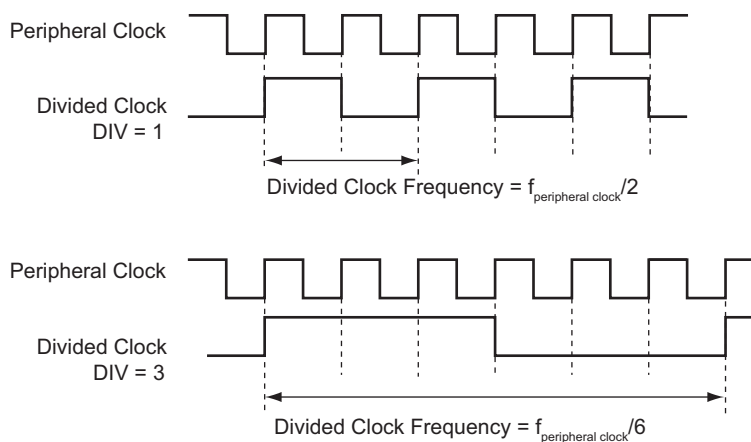 Peripheral Clock
Divided Clock
DIV = 1
Divided Clock Frequency = fperipheral clock/2
Peripheral Clock
Divided Clock
DIV = 3
Divided Clock Frequency = fperipheral clock/6